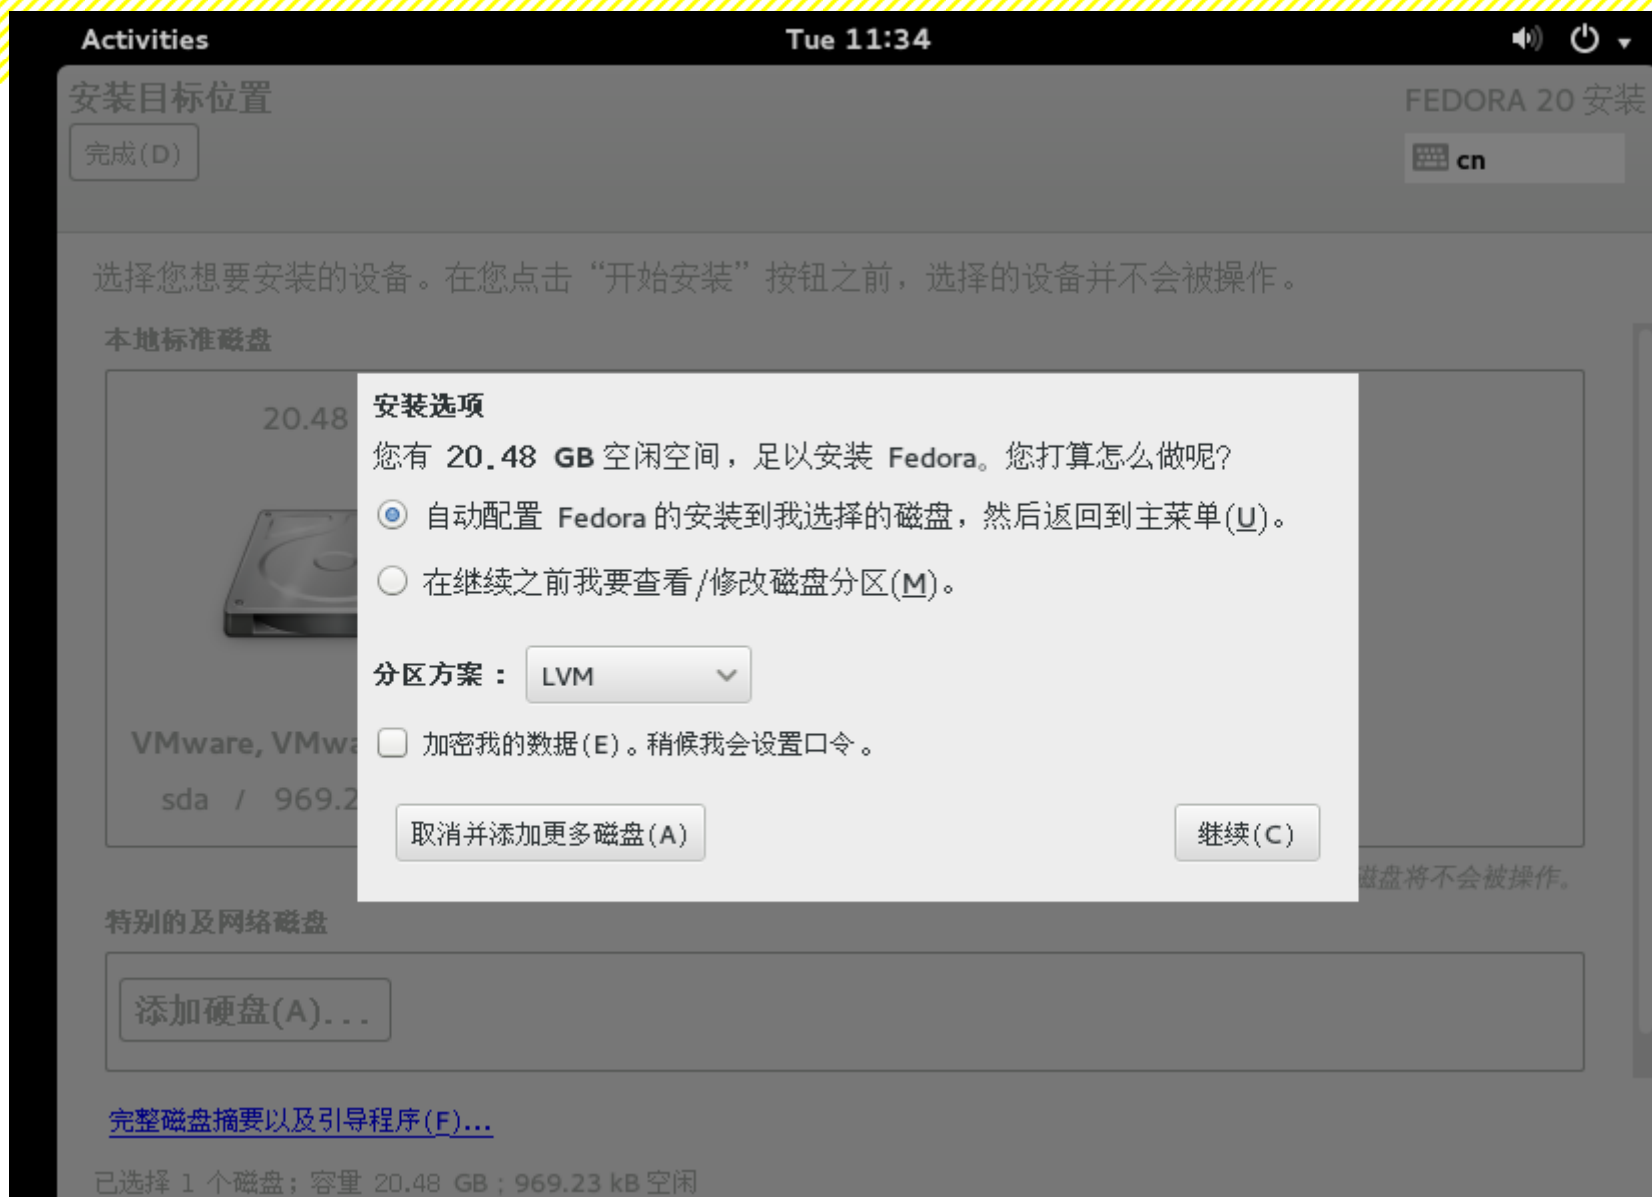 Activities
Tue 11:34
安装目标位置
FEDORA 20 安装
完成(D)
cn
选择您想要安装的设备。在您点击“开始安装”按钮之前，选择的设备并不会被操作。
本地标准磁盘
20.48
安装选项
您有 20.48 GB 空闲空间，足以安装 Fedora。您打算怎么做呢?
自动配置 Fedora 的安装到我选择的磁盘，然后返回到主菜单(U)。
在继续之前我要查看/修改磁盘分区(M)。
分区方案：
LVM
VMware, VMwa
加密我的数据(E)。稍候我会设置口令。
sda / 969.2
取消并添加更多磁盘(A)
继续(C)
磁盘将不会被操作。
特别的及网络磁盘
添加硬盘(A)...
完整磁盘摘要以及引导程序(F)...
已选择 1 个磁盘；容量 20.48 GB；969.23 kB 空闲